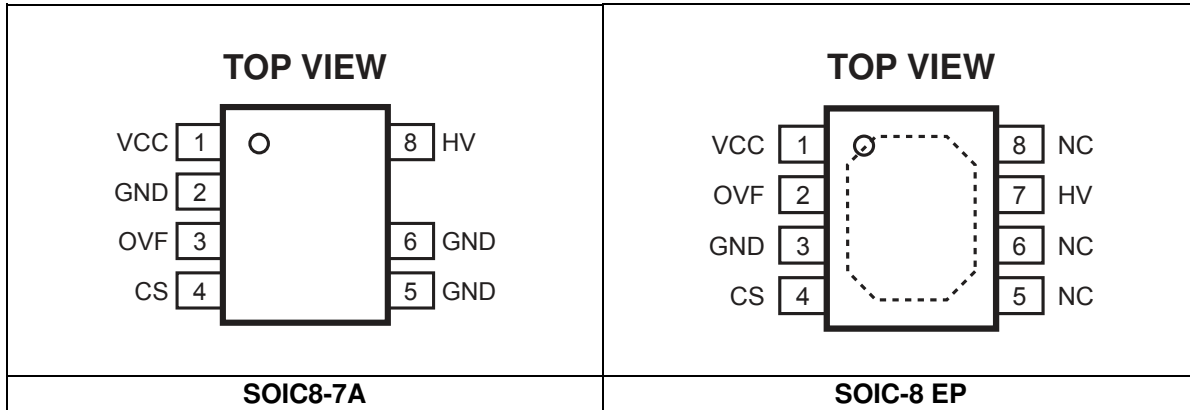 TOP VIEW
VCC 1 8 HV
GND 2
OVF 3 6 GND
CS 4 5 GND
SOIC8-7A
TOP VIEW
VCC 1 8 NC
OVF 2 7 HV
GND 3 6 NC
CS 4 5 NC
SOIC-8 EP